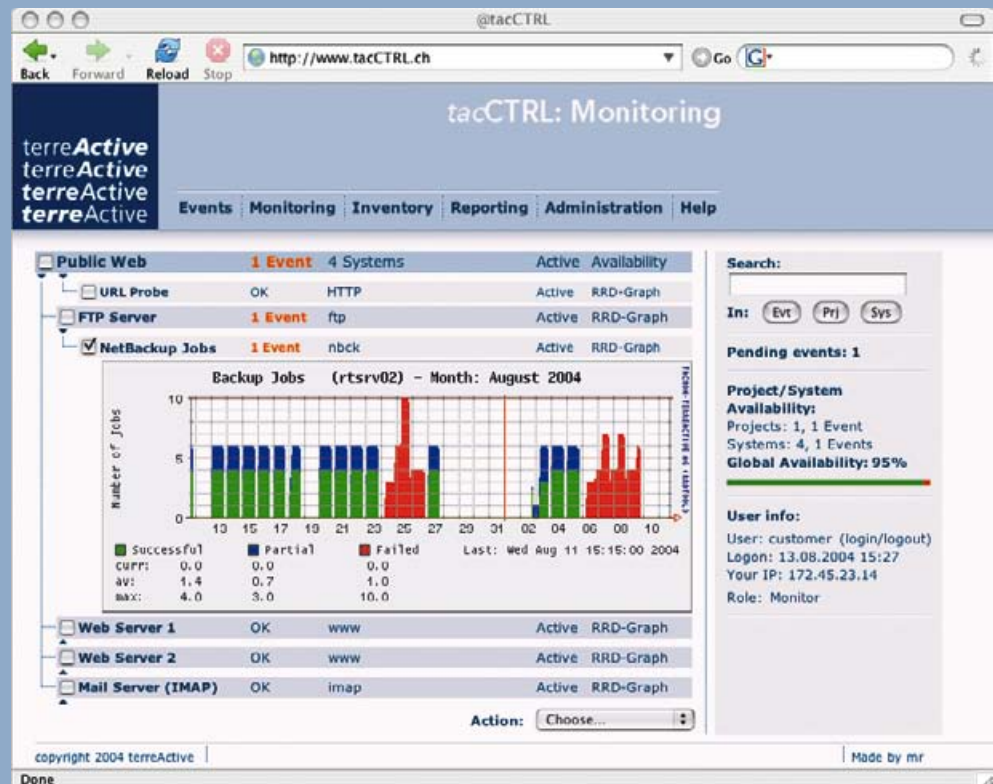 @tacCTRL
Back Forward Reload Stop http://www.tacCTRL.ch Go G
terreActive
terreActive
terreActive
terreActive
tacCTRL: Monitoring
Events Monitoring Inventory Reporting Administration Help
Public Web 1 Event 4 Systems Active Availability
URL Probe OK HTTP Active RRD-Graph
FTP Server 1 Event ftp Active RRD-Graph
NetBackup Jobs 1 Event nbck Active RRD-Graph
Backup Jobs (rtsrv02) - Month: August 2004
Number of Jobs
10
5
0
13 15 17 19 21 23 25 27 29 31 02 04 06 08 10
Successful Partial Failed Last: Wed Aug 11 15:15:00 2004
curr: 0.0 0.0 0.0
av: 1.4 0.7 1.0
max: 4.0 3.0 10.0
Web Server 1 OK www Active RRD-Graph
Web Server 2 OK www Active RRD-Graph
Mail Server (IMAP) OK imap Active RRD-Graph
Action: Choose...
Search:
In: Evt Prj Sys
Pending events: 1
Project/System
Availability:
Projects: 1, 1 Event
Systems: 4, 1 Events
Global Availability: 95%
User info:
User: customer (login/logout)
Logon: 13.08.2004 15:27
Your IP: 172.45.23.14
Role: Monitor
copyright 2004 terreActive
Made by mr
Done